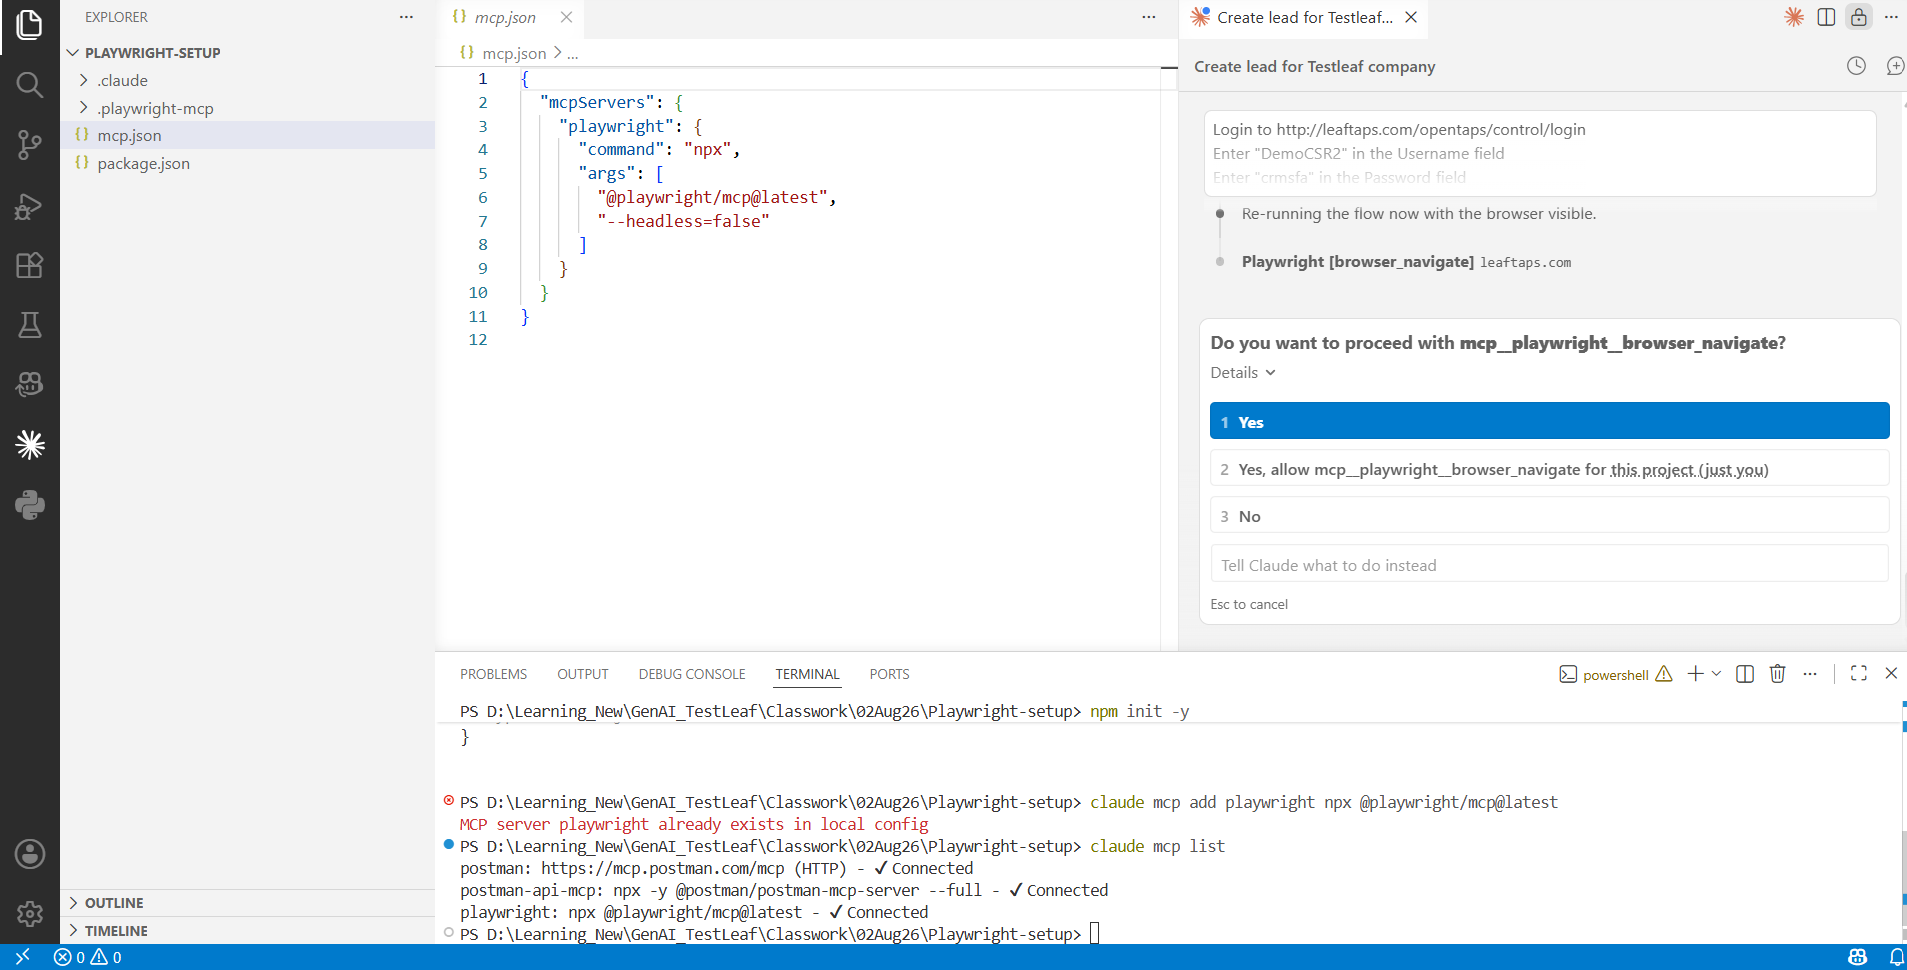 EXPLORER
PLAYWRIGHT-SETUP
.claude
.playwright-mcp
{} mcp.json
{} package.json
OUTLINE
TIMELINE
{} mcp.json
{} mcp.json > ...
1 {
2 "mcpServers": {
3 "playwright": {
4 "command": "npx",
5 "args": [
6 "@playwright/mcp@latest",
7 "--headless=false"
8 ]
9 }
10 }
11 }
12
Create lead for Testleaf...
Create lead for Testleaf company
Login to http://leaftaps.com/opentaps/control/login
Enter "DemoCSR2" in the Username field
Enter "crmsfa" in the Password field
Re-running the flow now with the browser visible.
Playwright [browser_navigate] leaftaps.com
Do you want to proceed with mcp__playwright__browser_navigate?
Details
1 Yes
2 Yes, allow mcp__playwright__browser_navigate for this project (just you)
3 No
Tell Claude what to do instead
Esc to cancel
PROBLEMS OUTPUT DEBUG CONSOLE TERMINAL PORTS
powershell
PS D:\Learning_New\GenAI_TestLeaf\Classwork\02Aug26\Playwright-setup> npm init -y
}
PS D:\Learning_New\GenAI_TestLeaf\Classwork\02Aug26\Playwright-setup> claude mcp add playwright npx @playwright/mcp@latest
MCP server playwright already exists in local config
PS D:\Learning_New\GenAI_TestLeaf\Classwork\02Aug26\Playwright-setup> claude mcp list
postman: https://mcp.postman.com/mcp (HTTP) - ✓ Connected
postman-api-mcp: npx -y @postman/postman-mcp-server --full - ✓ Connected
playwright: npx @playwright/mcp@latest - ✓ Connected
PS D:\Learning_New\GenAI_TestLeaf\Classwork\02Aug26\Playwright-setup>
0 0